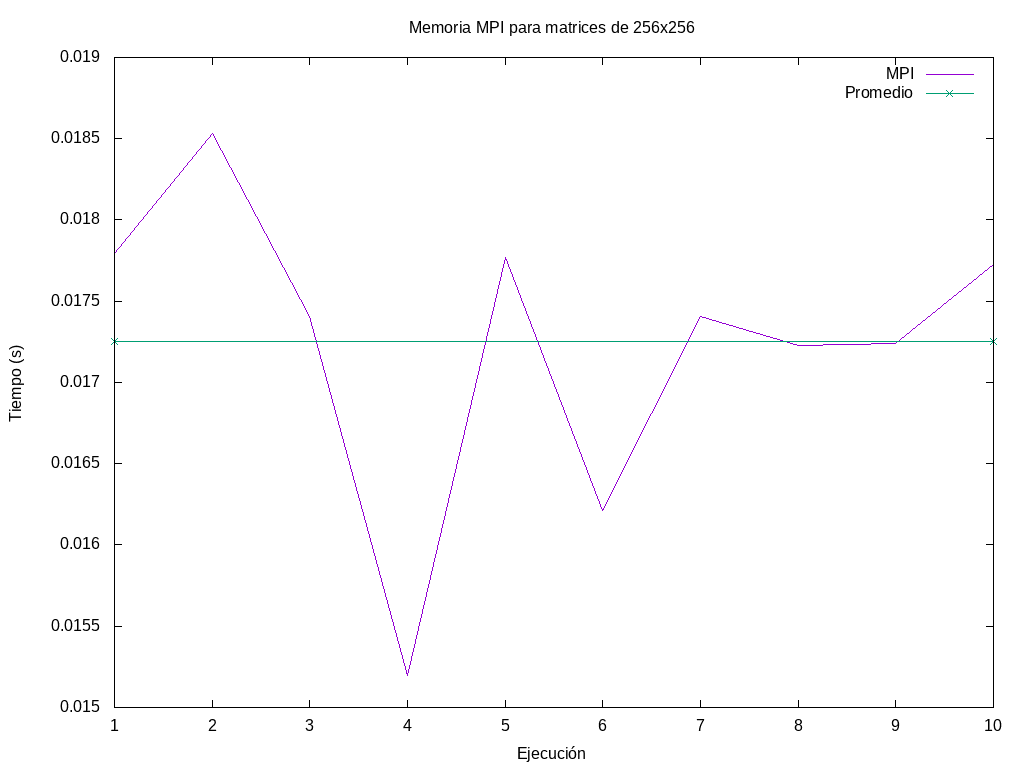 Memoria MPI para matrices de 256x256
MPI
Promedio
0.019
0.0185
0.018
0.0175
0.017
0.0165
0.016
0.0155
0.015
Tiempo (s)
1 2 3 4 5 6 7 8 9 10
Ejecución